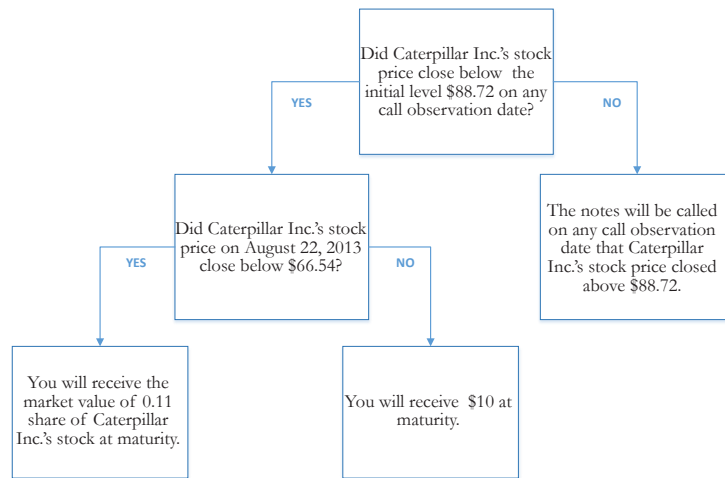 Did Caterpillar Inc.'s stock
price close below the
initial level $88.72 on any
call observation date?
YES
NO
Did Caterpillar Inc.'s stock
price on August 22, 2013
close below $66.54?
The notes will be called
on any call observation
date that Caterpillar
Inc.'s stock price closed
above $88.72.
YES
NO
You will receive the
market value of 0.11
share of Caterpillar
Inc.'s stock at maturity.
You will receive $10 at
maturity.